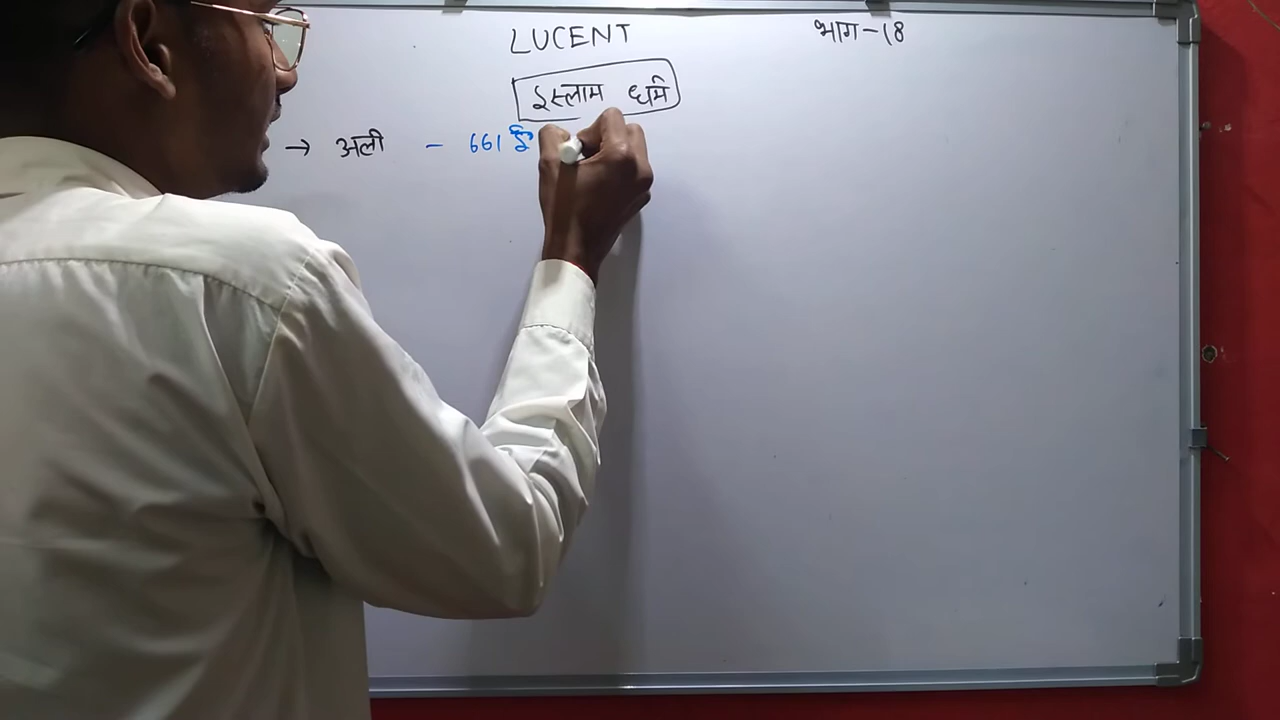 LUCENT भाग-18
इस्लाम धर्म
→ अली - 661 ई